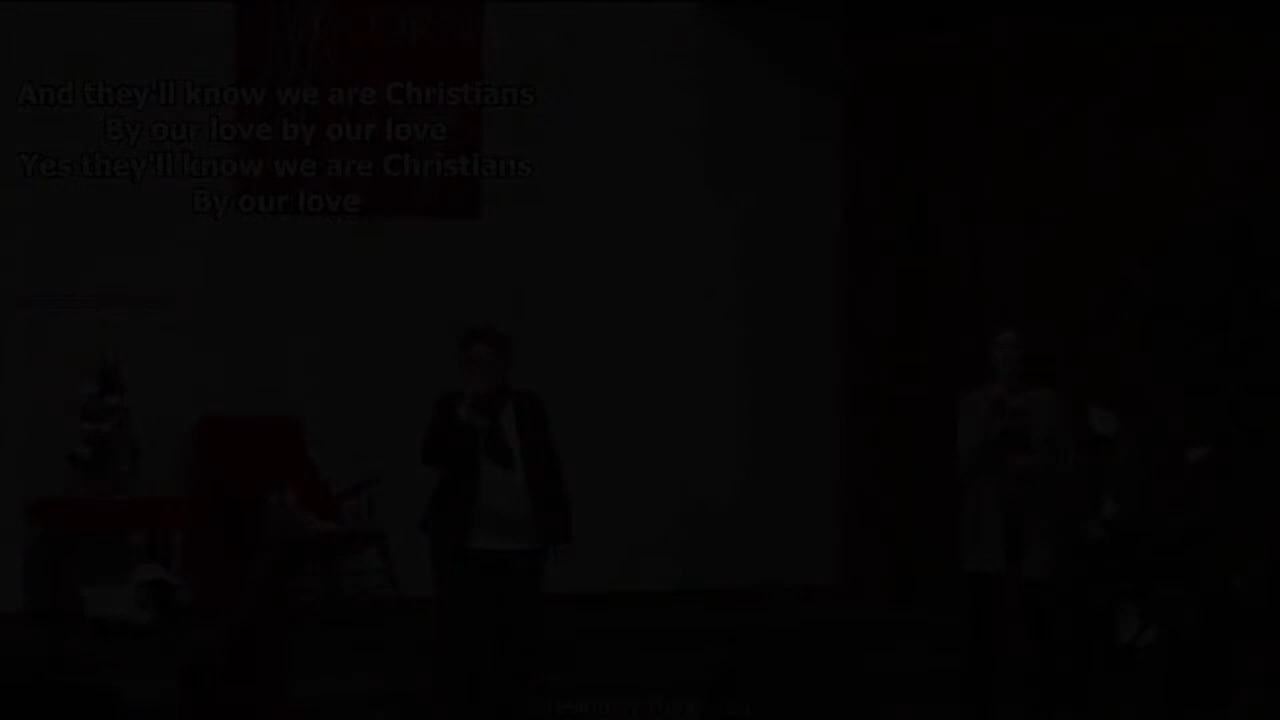 And they'll know we are Christians
By our love by our love
Yes they'll know we are Christians
By our love